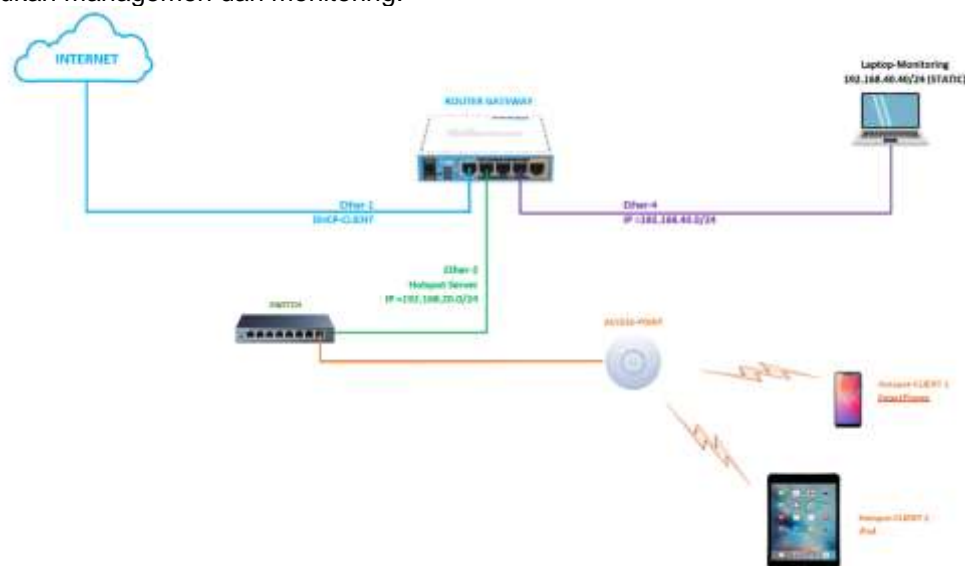 management dan monitoring.
INTERNET
Laptop-Monitoring
192.168.40.40/24 (STATIC)
ROUTER GATEWAY
Ether-1
DHCP-CLIENT
Ether-4
IP =192.168.40.0/24
Ether-2
Hotspot Server
IP =192.168.20.0/24
SWITCH
ACCESS-POINT
Hotspot-CLIENT 1
SmartPhone
Hotspot-CLIENT 2
iPad